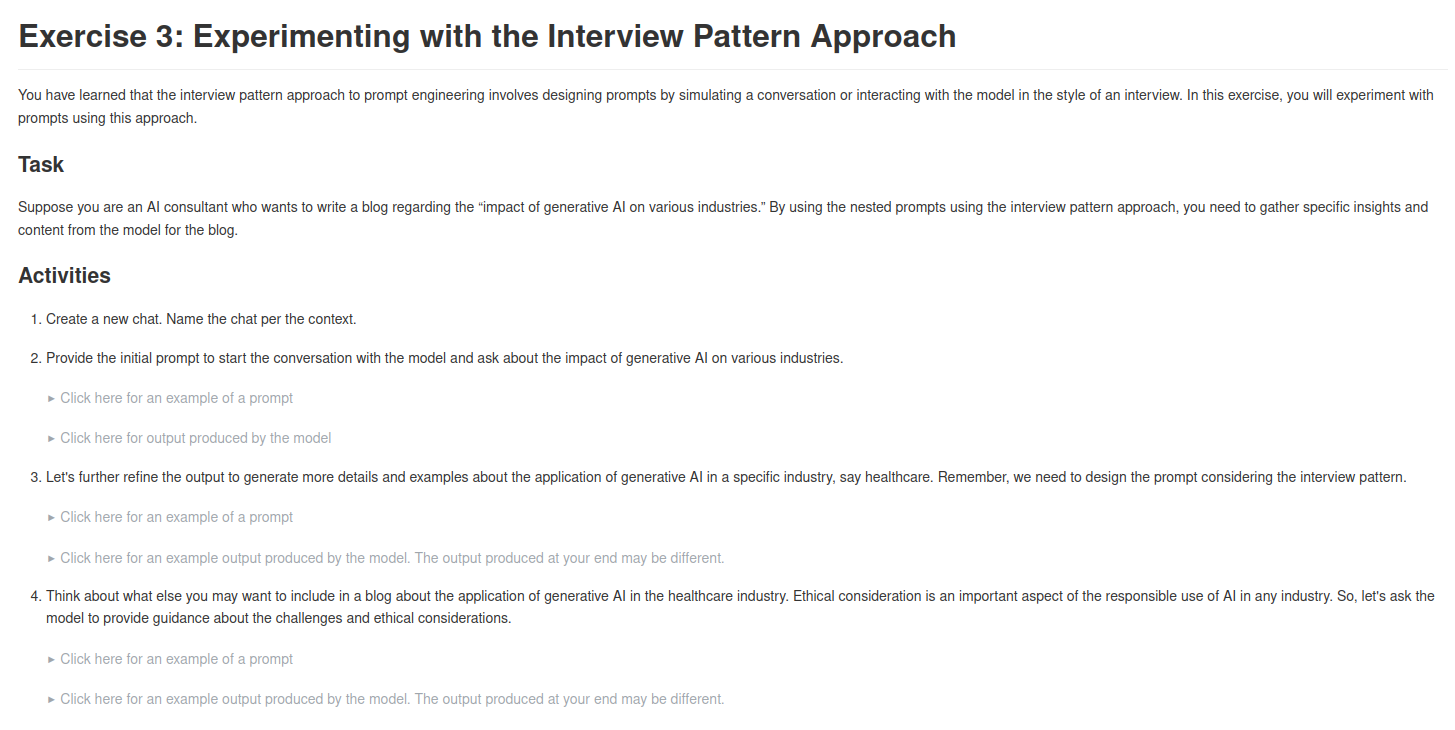 Exercise 3: Experimenting with the Interview Pattern Approach
You have learned that the interview pattern approach to prompt engineering involves designing prompts by simulating a conversation or interacting with the model in the style of an interview. In this exercise, you will experiment with
prompts using this approach.
Task
Suppose you are an AI consultant who wants to write a blog regarding the “impact of generative AI on various industries.” By using the nested prompts using the interview pattern approach, you need to gather specific insights and
content from the model for the blog.
Activities
1. Create a new chat. Name the chat per the context.
2. Provide the initial prompt to start the conversation with the model and ask about the impact of generative AI on various industries.
▸ Click here for an example of a prompt
▸ Click here for output produced by the model
3. Let's further refine the output to generate more details and examples about the application of generative AI in a specific industry, say healthcare. Remember, we need to design the prompt considering the interview pattern.
▸ Click here for an example of a prompt
▸ Click here for an example output produced by the model. The output produced at your end may be different.
4. Think about what else you may want to include in a blog about the application of generative AI in the healthcare industry. Ethical consideration is an important aspect of the responsible use of AI in any industry. So, let's ask the
model to provide guidance about the challenges and ethical considerations.
▸ Click here for an example of a prompt
▸ Click here for an example output produced by the model. The output produced at your end may be different.